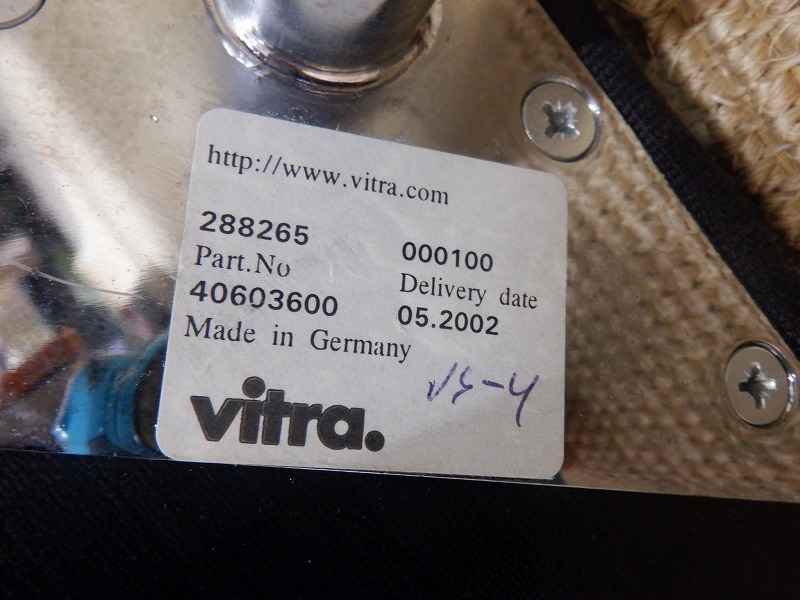 http://www.vitra.com
288265 000100
Part.No Delivery date
40603600 05.2002
Made in Germany
vitra.